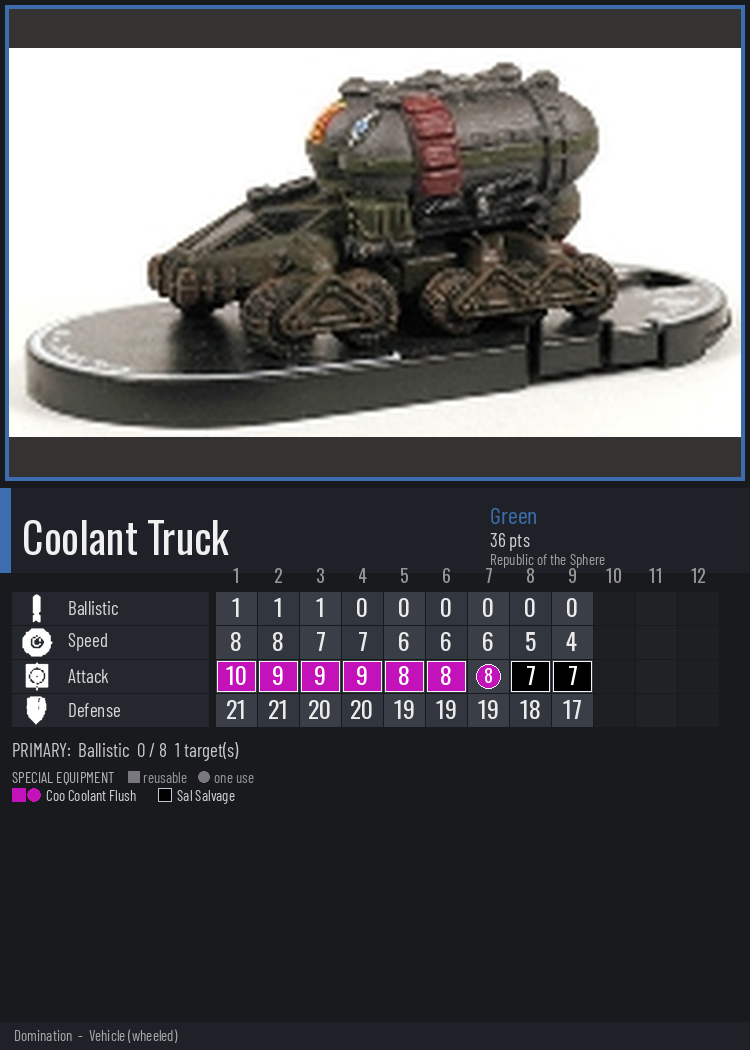 Coolant Truck
Green
36 pts
Republic of the Sphere
1 2 3 4 5 6 7 8 9 10 11 12
Ballistic 1 1 1 0 0 0 0 0 0
Speed 8 8 7 7 6 6 6 5 4
Attack 10 9 9 9 8 8 8 7 7
Defense 21 21 20 20 19 19 19 18 17
PRIMARY: Ballistic 0 / 8 1 target(s)
SPECIAL EQUIPMENT reusable one use
Coo Coolant Flush Sal Salvage
Domination - Vehicle (wheeled)